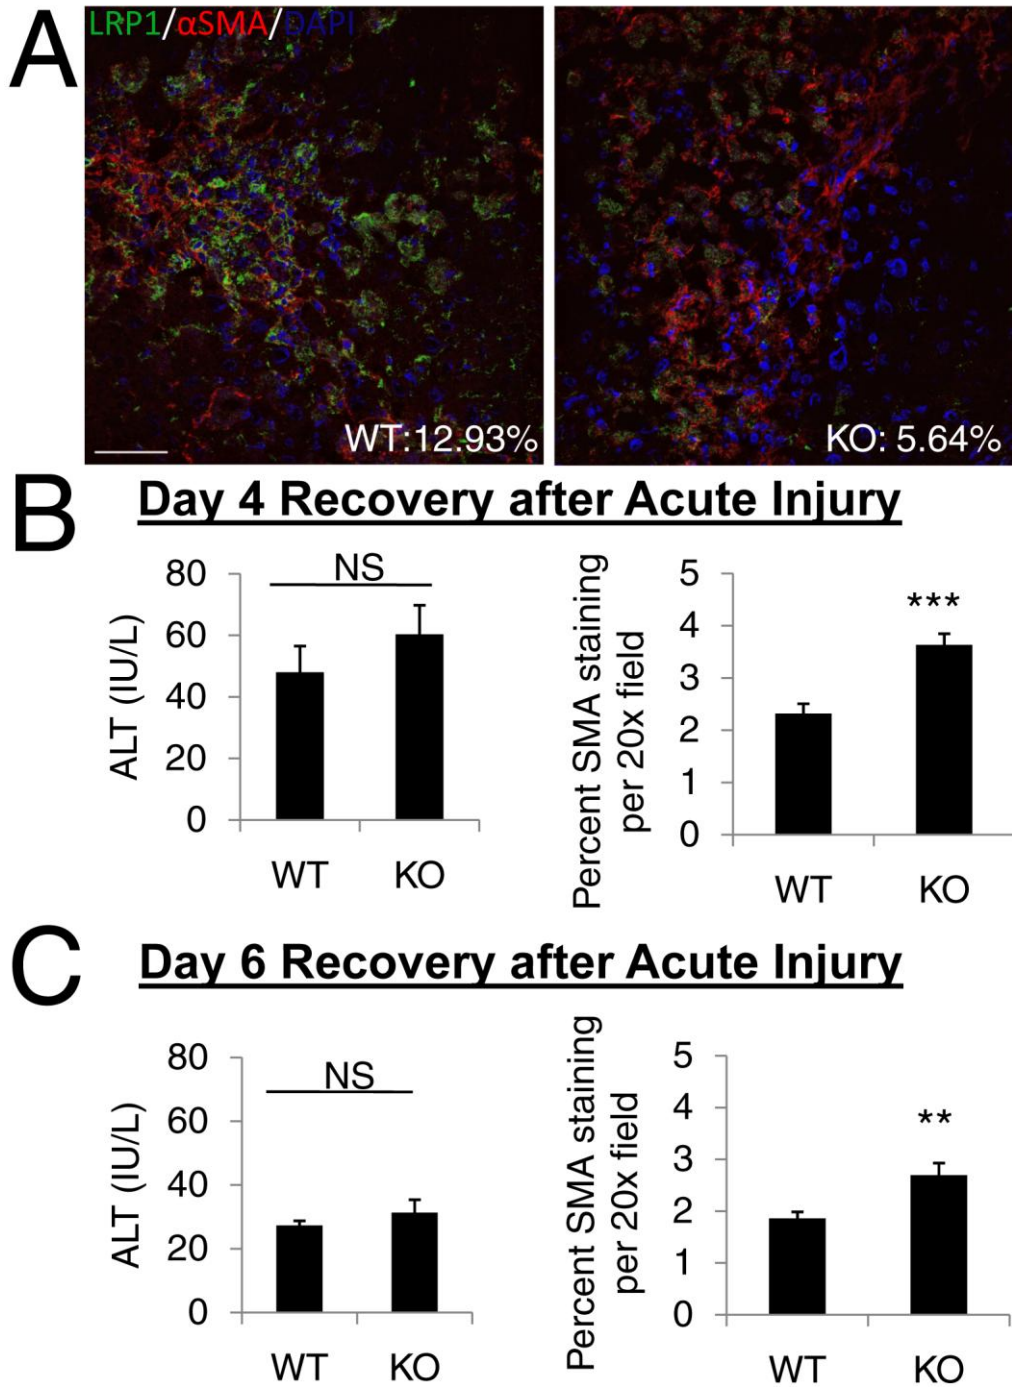 A
LRP1/αSMA/DAPI
WT:12.93%
KO: 5.64%
B
Day 4 Recovery after Acute Injury
ALT (IU/L)
80
60
40
20
0
NS
WT KO
Percent SMA staining
per 20x field
5
4
3
2
1
0
***
WT KO
C
Day 6 Recovery after Acute Injury
ALT (IU/L)
80
60
40
20
0
NS
WT KO
Percent SMA staining
per 20x field
5
4
3
2
1
0
**
WT KO